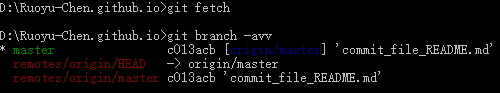 D:\Ruoyu-Chen.github.io>git fetch
D:\Ruoyu-Chen.github.io>git branch -avv
* master                c013acb [origin/master] 'commit_file_README.md'
  remotes/origin/HEAD   -> origin/master
  remotes/origin/master c013acb 'commit_file_README.md'